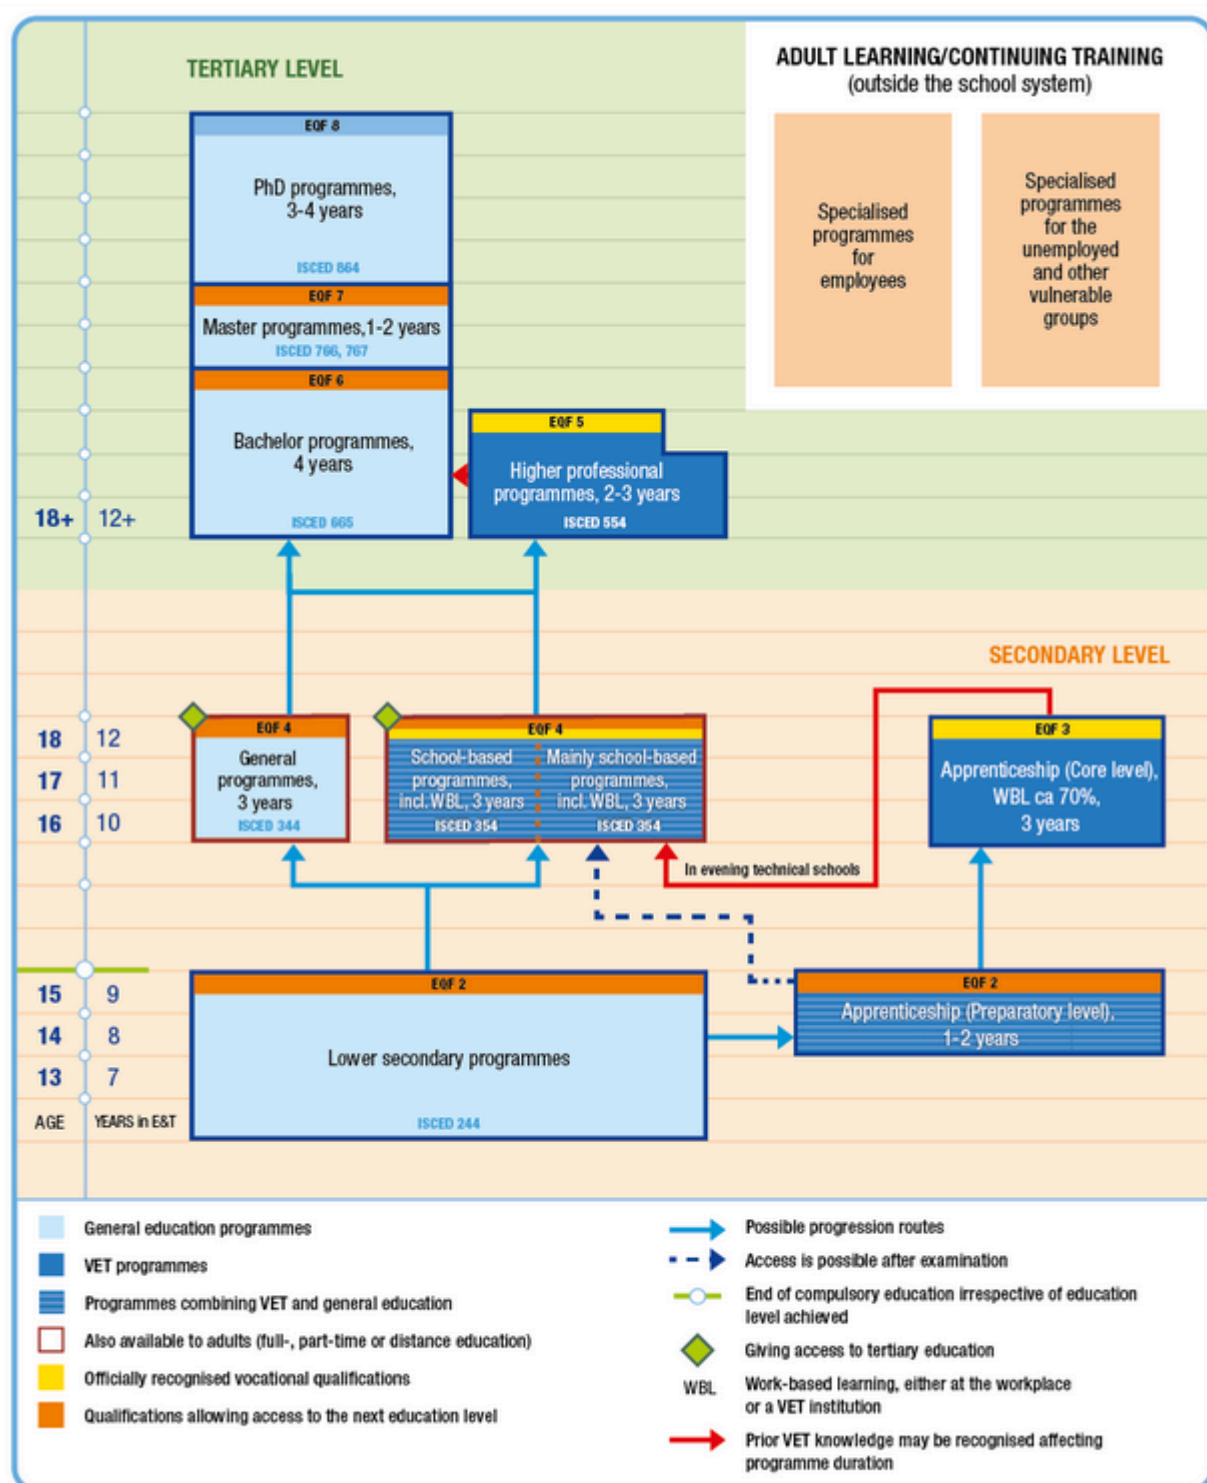 TERTIARY LEVEL
ADULT LEARNING/CONTINUING TRAINING
(outside the school system)
Specialised
programmes
for
employees
Specialised
programmes
for the
unemployed
and other
vulnerable
groups
EQF 8
PhD programmes,
3-4 years
ISCED 864
EQF 7
Master programmes,1-2 years
ISCED 766, 767
EQF 6
Bachelor programmes,
4 years
ISCED 665
EQF 5
Higher professional
programmes, 2-3 years
ISCED 554
18+ 12+
SECONDARY LEVEL
18 12
17 11
16 10
EQF 4
General
programmes,
3 years
ISCED 344
EQF 4
School-based
programmes,
incl. WBL, 3 years
ISCED 354
Mainly school-based
programmes,
incl. WBL, 3 years
ISCED 354
EQF 3
Apprenticeship (Core level),
WBL ca 70%,
3 years
In evening technical schools
15 9
14 8
13 7
AGE YEARS in E&T
EQF 2
Lower secondary programmes
ISCED 244
EQF 2
Apprenticeship (Preparatory level),
1-2 years
General education programmes
VET programmes
Programmes combining VET and general education
Also available to adults (full-, part-time or distance education)
Officially recognised vocational qualifications
Qualifications allowing access to the next education level
Possible progression routes
Access is possible after examination
End of compulsory education irrespective of education
level achieved
Giving access to tertiary education
WBL Work-based learning, either at the workplace
or a VET institution
Prior VET knowledge may be recognised affecting
programme duration